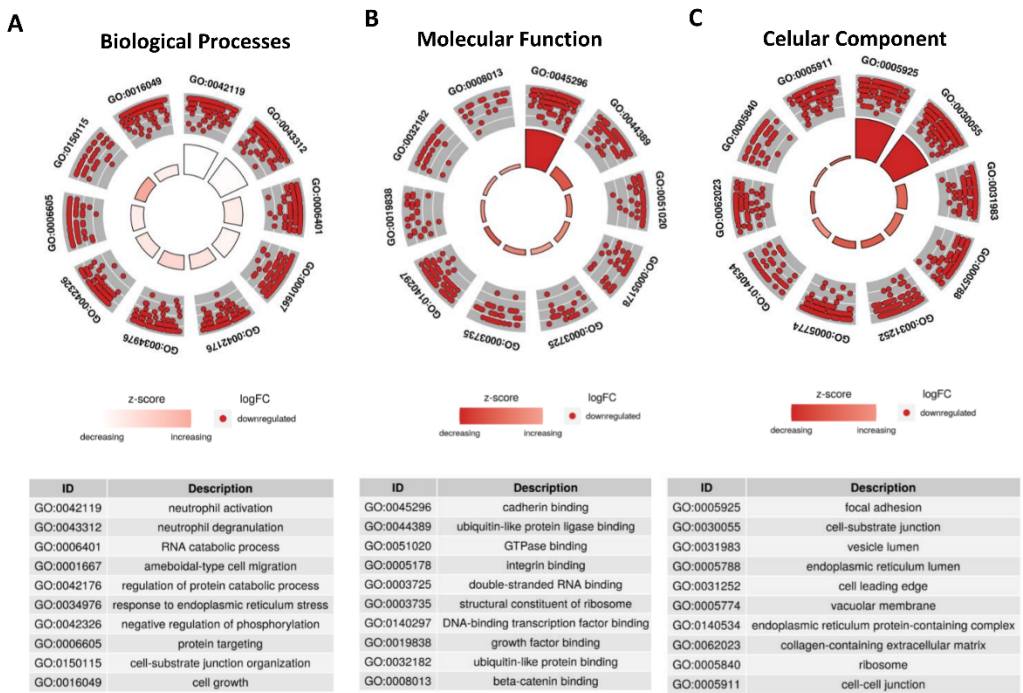 A
Biological Processes
GO:0042119
GO:0043312
GO:0006401
GO:0001667
GO:0042176
GO:0034976
GO:0042326
GO:0006605
GO:0150115
GO:0016049
z-score
decreasing
increasing
logFC
downregulated
ID Description
GO:0042119 neutrophil activation
GO:0043312 neutrophil degranulation
GO:0006401 RNA catabolic process
GO:0001667 ameboidal-type cell migration
GO:0042176 regulation of protein catabolic process
GO:0034976 response to endoplasmic reticulum stress
GO:0042326 negative regulation of phosphorylation
GO:0006605 protein targeting
GO:0150115 cell-substrate junction organization
GO:0016049 cell growth
B
Molecular Function
GO:0045296
GO:0044389
GO:0051020
GO:0005178
GO:0003725
GO:0003735
GO:0140297
GO:0019838
GO:0032182
GO:0008013
z-score
decreasing
increasing
logFC
downregulated
ID Description
GO:0045296 cadherin binding
GO:0044389 ubiquitin-like protein ligase binding
GO:0051020 GTPase binding
GO:0005178 integrin binding
GO:0003725 double-stranded RNA binding
GO:0003735 structural constituent of ribosome
GO:0140297 DNA-binding transcription factor binding
GO:0019838 growth factor binding
GO:0032182 ubiquitin-like protein binding
GO:0008013 beta-catenin binding
C
Celular Component
GO:0005925
GO:0030055
GO:0031983
GO:0005788
GO:0031252
GO:0005774
GO:0140534
GO:0062023
GO:0005840
GO:0005911
z-score
decreasing
increasing
logFC
downregulated
ID Description
GO:0005925 focal adhesion
GO:0030055 cell-substrate junction
GO:0031983 vesicle lumen
GO:0005788 endoplasmic reticulum lumen
GO:0031252 cell leading edge
GO:0005774 vacuolar membrane
GO:0140534 endoplasmic reticulum protein-containing complex
GO:0062023 collagen-containing extracellular matrix
GO:0005840 ribosome
GO:0005911 cell-cell junction